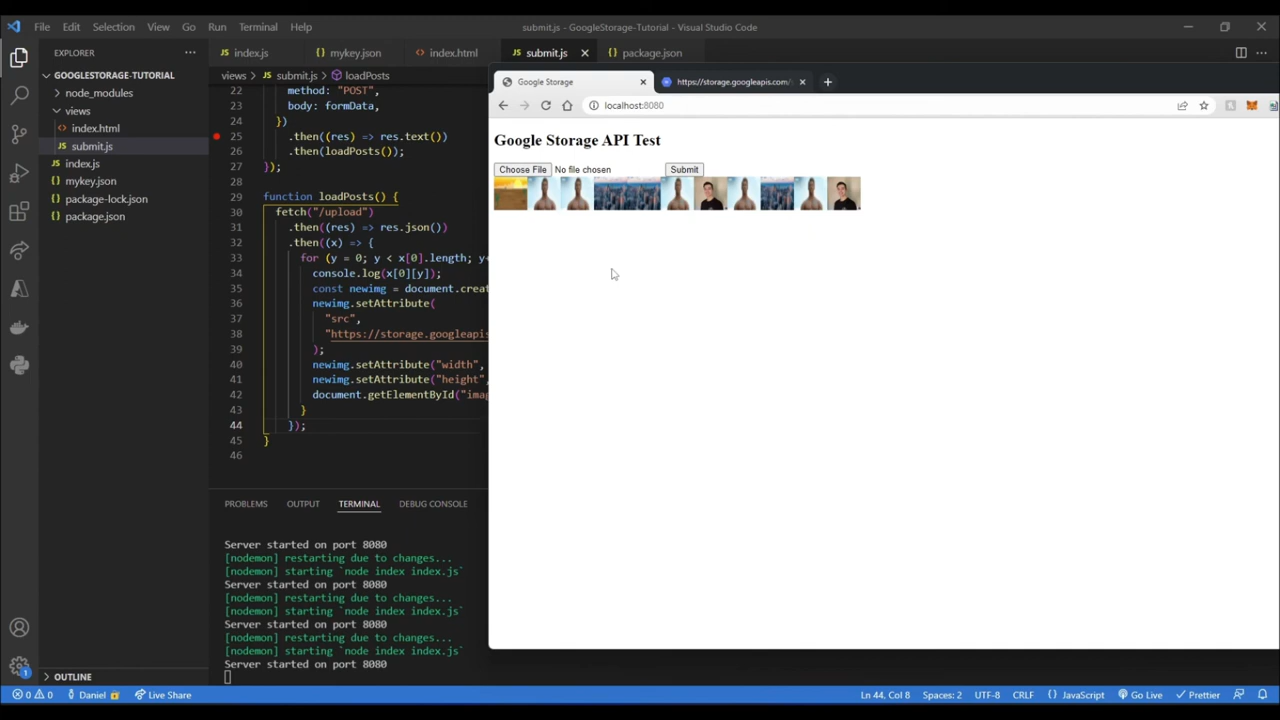 File Edit Selection View Go Run Terminal Help
submit.js - GoogleStorage-Tutorial - Visual Studio Code
EXPLORER
index.js
mykey.json
index.html
submit.js
package.json
GOOGLESTORAGE-TUTORIAL
node_modules
views
index.html
submit.js
index.js
mykey.json
package-lock.json
package.json
OUTLINE
views > submit.js > loadPosts
22 method: "POST",
23 body: formData,
24 })
25 .then((res) => res.text())
26 .then(loadPosts());
27 });
28
29 function loadPosts() {
30 fetch("/upload")
31 .then((res) => res.json())
32 .then((x) => {
33 for (y = 0; y < x[0].length; y+
34 console.log(x[0][y]);
35 const newimg = document.creat
36 newimg.setAttribute(
37 "src",
38 "https://storage.googleapis
39 );
40 newimg.setAttribute("width",
41 newimg.setAttribute("height",
42 document.getElementById("imag
43 }
44 });
45 }
46
PROBLEMS OUTPUT TERMINAL DEBUG CONSOLE
Server started on port 8080
[nodemon] restarting due to changes...
[nodemon] starting `node index index.js`
Server started on port 8080
[nodemon] restarting due to changes...
[nodemon] starting `node index index.js`
Server started on port 8080
[nodemon] restarting due to changes...
[nodemon] starting `node index index.js`
Server started on port 8080
Google Storage
https://storage.googleapis.com/
localhost:8080
Google Storage API Test
Choose File No file chosen Submit
1
0 0 Daniel Live Share
Ln 44, Col 8 Spaces: 2 UTF-8 CRLF { } JavaScript Go Live Prettier